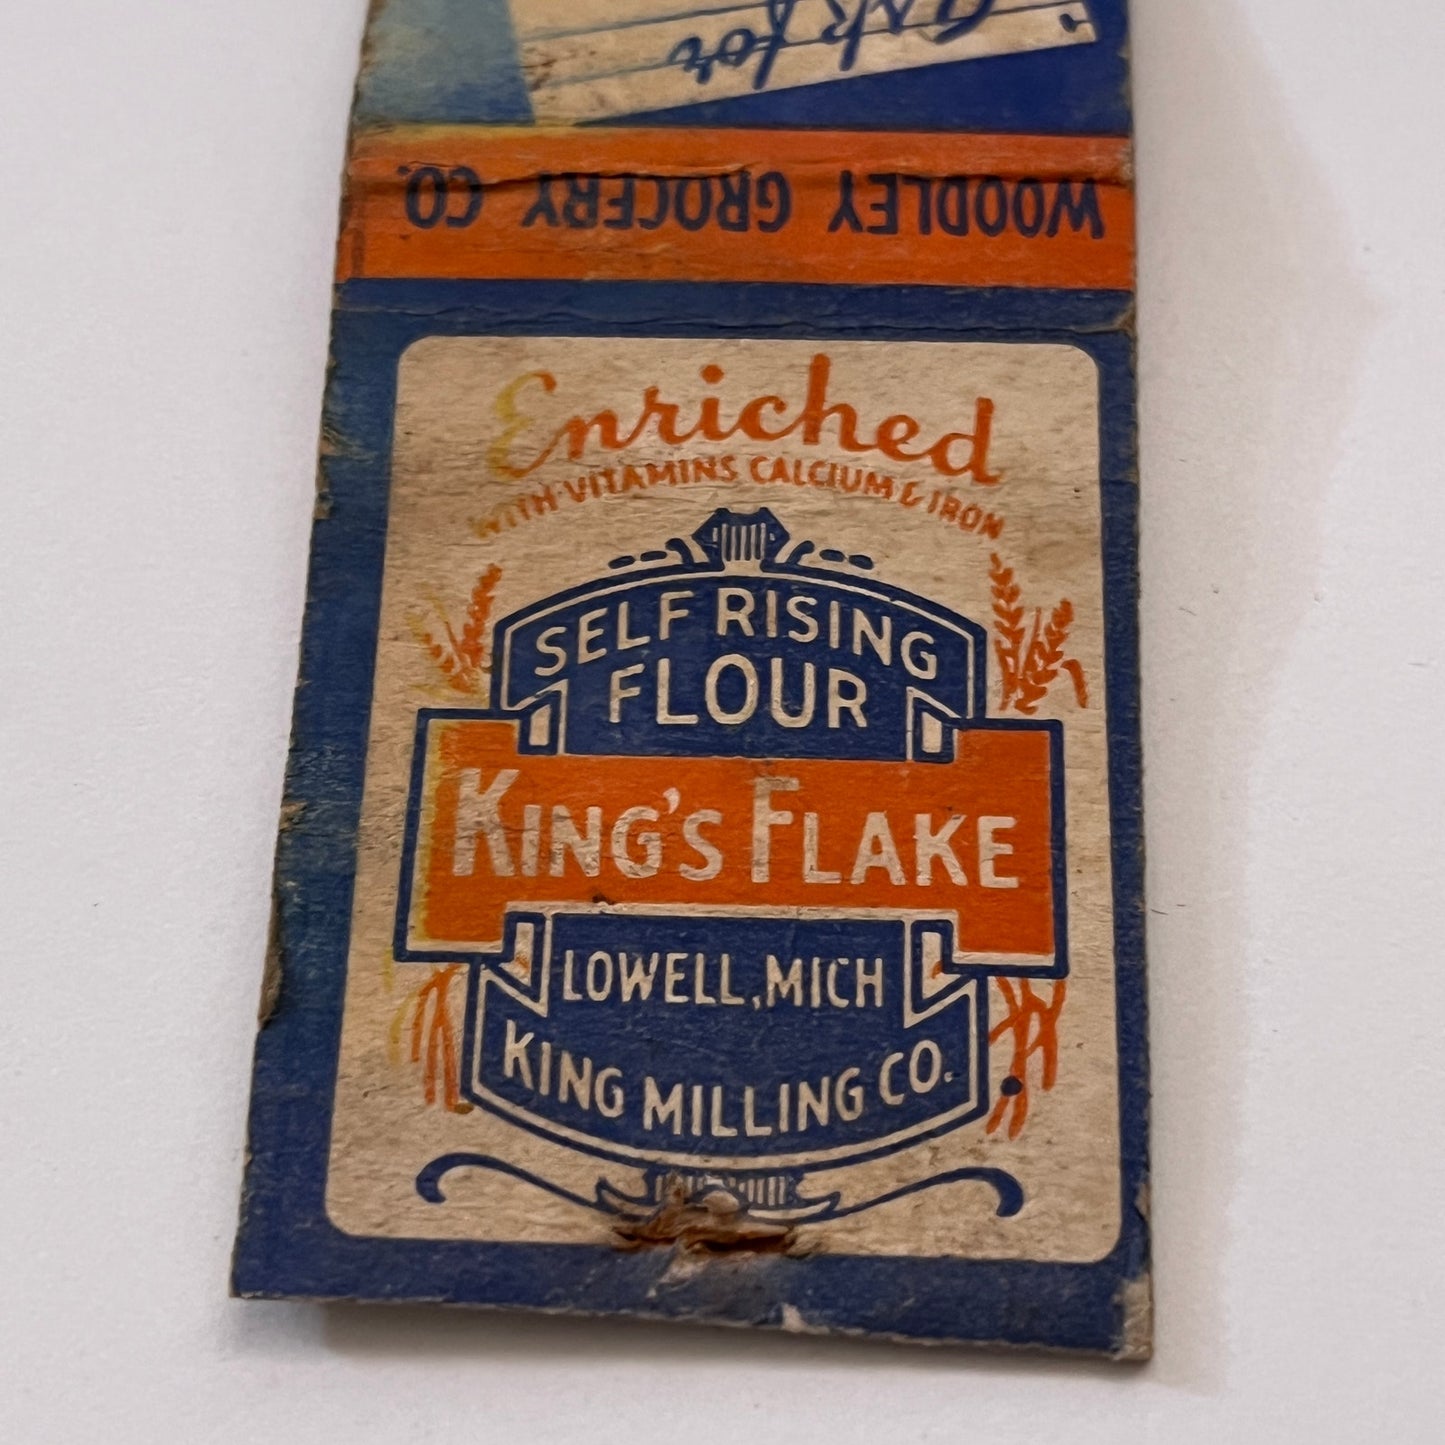 ask for
WOODLEY GROCERY CO.
Enriched
WITH VITAMINS CALCIUM & IRON
SELF RISING
FLOUR
KING'S FLAKE
LOWELL, MICH
KING MILLING CO.